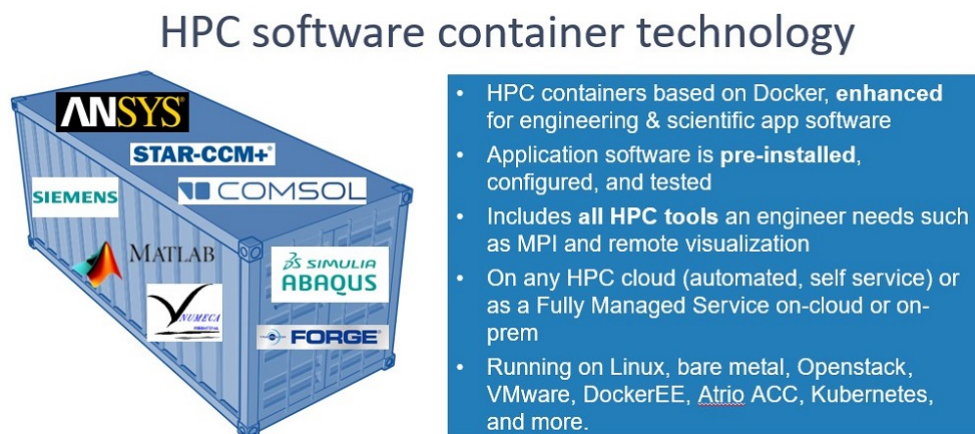 HPC software container technology
ANSYS
STAR-CCM+
SIEMENS
COMSOL
MATLAB
NUMECA
INTERNATIONAL
SIMULIA
ABAQUS
FORGE
• HPC containers based on Docker, enhanced
for engineering & scientific app software
• Application software is pre-installed,
configured, and tested
• Includes all HPC tools an engineer needs such
as MPI and remote visualization
• On any HPC cloud (automated, self service) or
as a Fully Managed Service on-cloud or on-
prem
• Running on Linux, bare metal, Openstack,
VMware, DockerEE, Atrio ACC, Kubernetes,
and more.